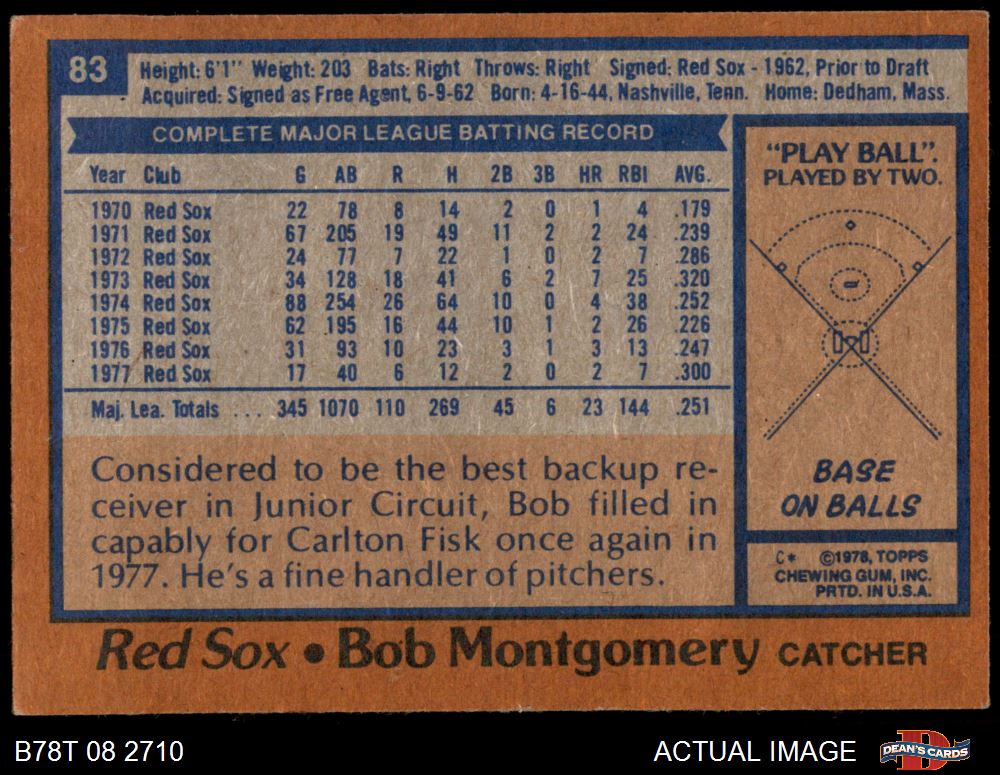 83
Height: 6'1" Weight: 203 Bats: Right Throws: Right Signed: Red Sox - 1962, Prior to Draft
Acquired: Signed as Free Agent, 6-9-62 Born: 4-16-44, Nashville, Tenn. Home: Dedham, Mass.
COMPLETE MAJOR LEAGUE BATTING RECORD
Year Club G AB R H 2B 3B HR RBI AVG.
1970 Red Sox 22 78 8 14 2 0 1 4 .179
1971 Red Sox 67 205 19 49 11 2 2 24 .239
1972 Red Sox 24 77 7 22 1 0 2 7 .286
1973 Red Sox 34 128 18 41 6 2 7 25 .320
1974 Red Sox 88 254 26 64 10 0 4 38 .252
1975 Red Sox 62 195 16 44 10 1 2 26 .226
1976 Red Sox 31 93 10 23 3 1 3 13 .247
1977 Red Sox 17 40 6 12 2 0 2 7 .300
Maj. Lea. Totals ... 345 1070 110 269 45 6 23 144 .251
Considered to be the best backup re-
ceiver in Junior Circuit, Bob filled in
capably for Carlton Fisk once again in
1977. He's a fine handler of pitchers.
"PLAY BALL".
PLAYED BY TWO.
BASE
ON BALLS
C* ©1978, TOPPS
CHEWING GUM, INC.
PRTD. IN U.S.A.
Red Sox • Bob Montgomery CATCHER
B78T 08 2710 ACTUAL IMAGE
D
DEAN'S CARDS